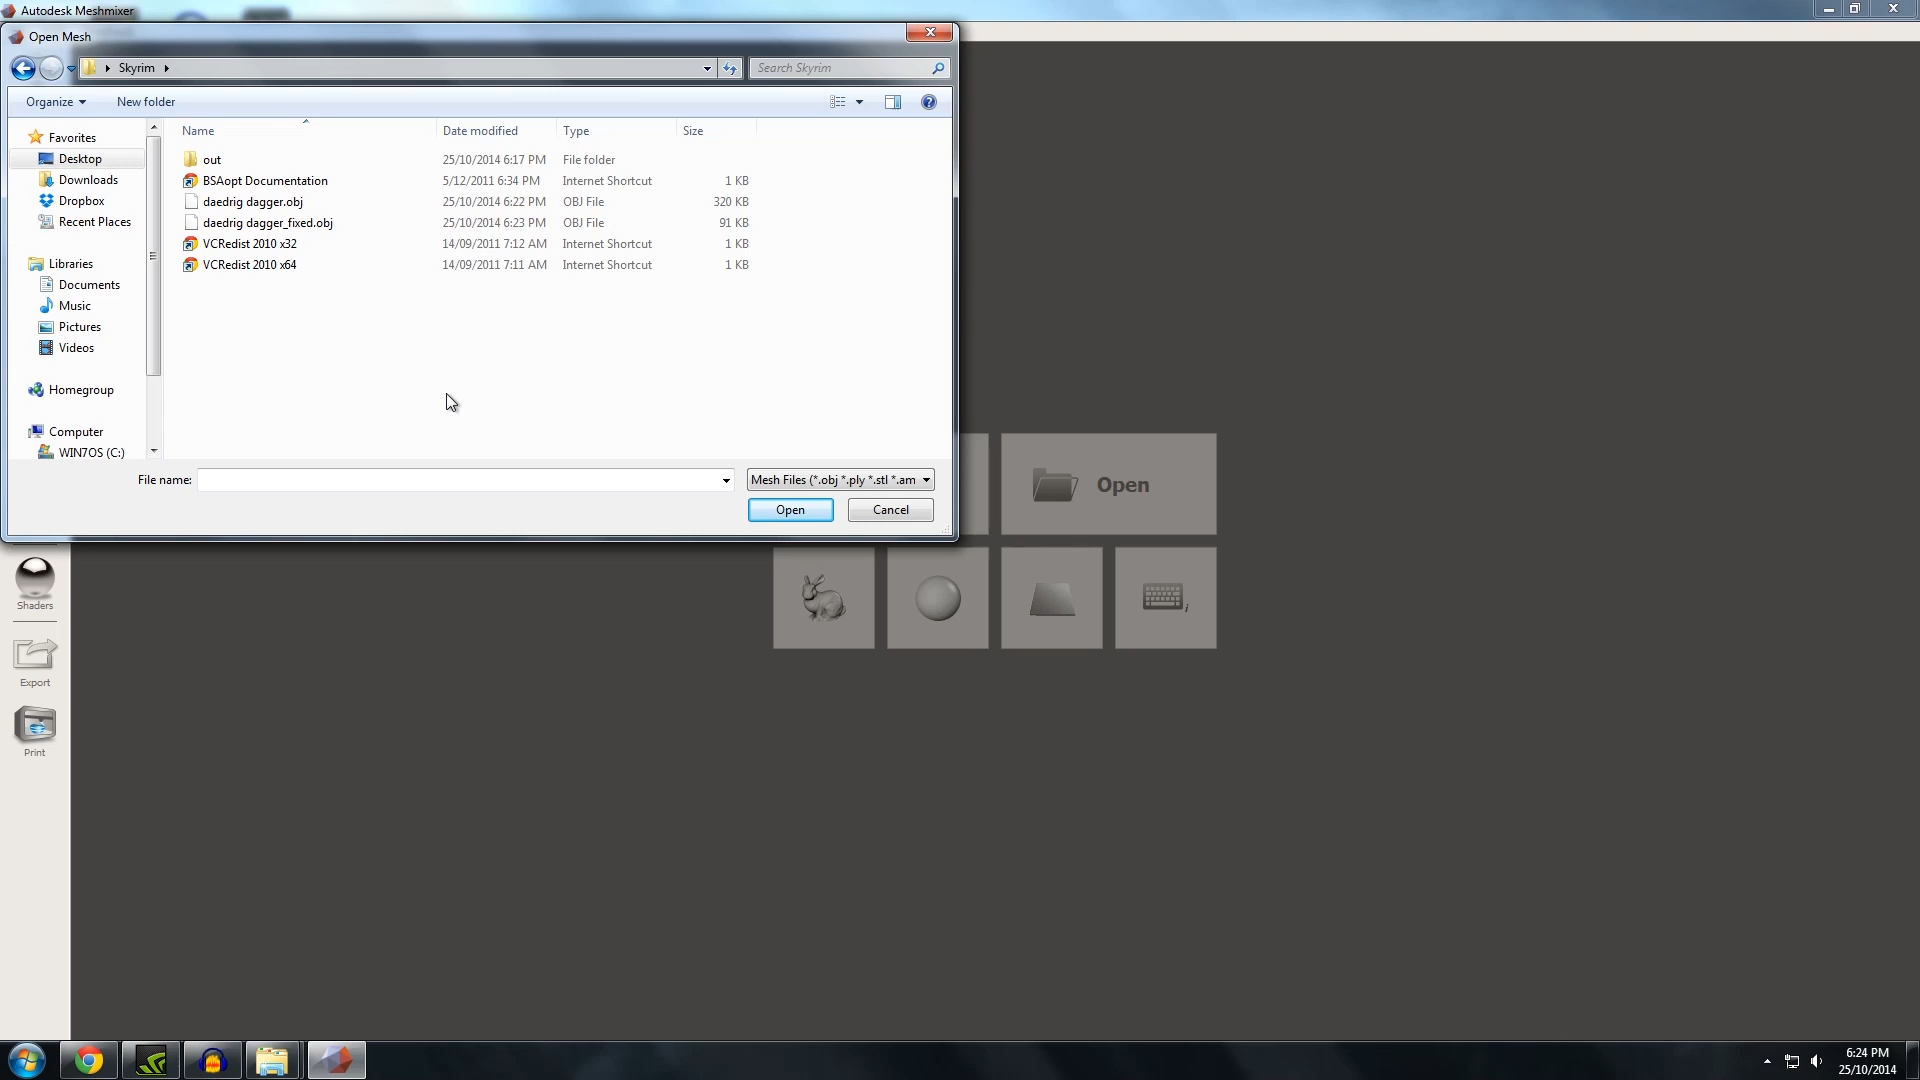 Autodesk Meshmixer
Open Mesh
Skyrim
Search Skyrim
Organize
New folder
Name Date modified Type Size
Favorites
Desktop
Downloads
Dropbox
Recent Places
Libraries
Documents
Music
Pictures
Videos
Homegroup
Computer
WIN7OS (C:)
out 25/10/2014 6:17 PM File folder
BSAopt Documentation 5/12/2011 6:34 PM Internet Shortcut 1 KB
daedrig dagger.obj 25/10/2014 6:22 PM OBJ File 320 KB
daedrig dagger_fixed.obj 25/10/2014 6:23 PM OBJ File 91 KB
VCRedist 2010 x32 14/09/2011 7:12 AM Internet Shortcut 1 KB
VCRedist 2010 x64 14/09/2011 7:11 AM Internet Shortcut 1 KB
File name: Mesh Files (*.obj *.ply *.stl *.am
Open Cancel
Open
i
Shaders
Export
Print
6:24 PM
25/10/2014